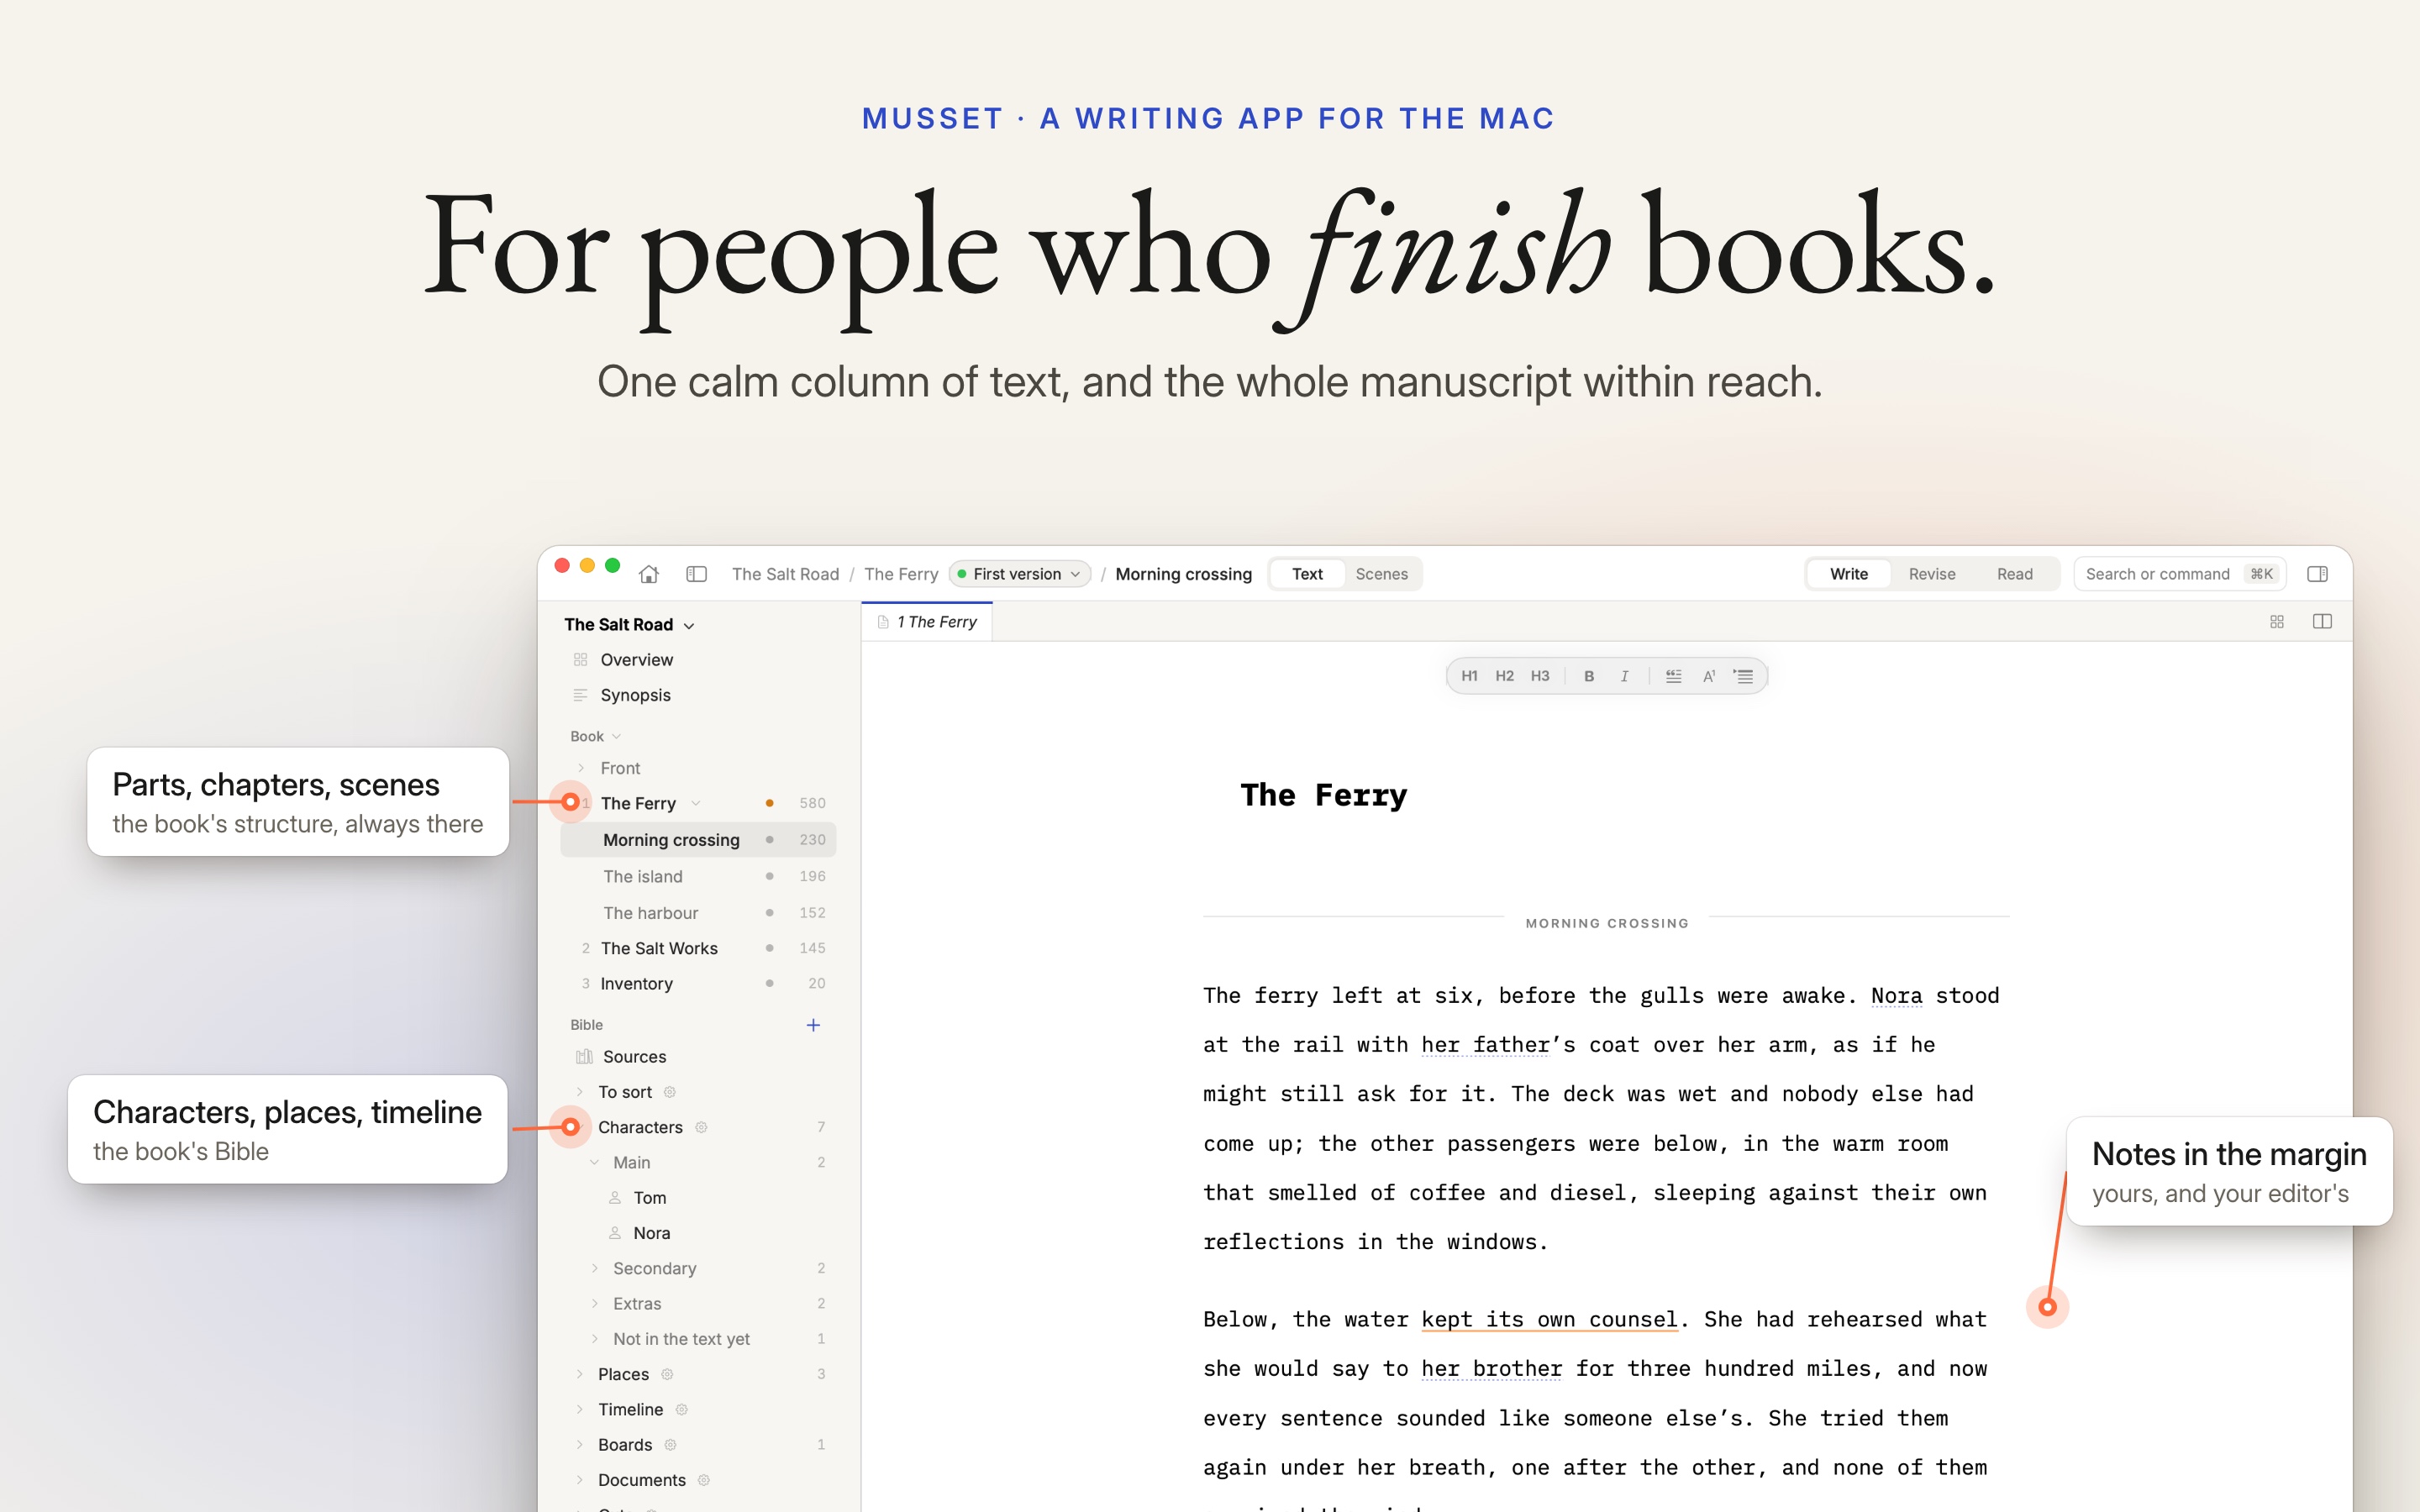 MUSSET · A WRITING APP FOR THE MAC
For people who finish books.
One calm column of text, and the whole manuscript within reach.
The Salt Road / The Ferry First version / Morning crossing Text Scenes Write Revise Read Search or command ⌘K
The Salt Road
Overview
Synopsis
Book
Front
1 The Ferry 580
Morning crossing 230
The island 196
The harbour 152
2 The Salt Works 145
3 Inventory 20
Bible +
Sources
To sort
Characters 7
Main 2
Tom
Nora
Secondary 2
Extras 2
Not in the text yet 1
Places 3
Timeline
Boards 1
Documents
Parts, chapters, scenes
the book's structure, always there
Characters, places, timeline
the book's Bible
1 The Ferry
H1 H2 H3 B I A¶
The Ferry
MORNING CROSSING
The ferry left at six, before the gulls were awake. Nora stood
at the rail with her father’s coat over her arm, as if he
might still ask for it. The deck was wet and nobody else had
come up; the other passengers were below, in the warm room
that smelled of coffee and diesel, sleeping against their own
reflections in the windows.
Below, the water kept its own counsel. She had rehearsed what
she would say to her brother for three hundred miles, and now
every sentence sounded like someone else’s. She tried them
again under her breath, one after the other, and none of them
Notes in the margin
yours, and your editor's